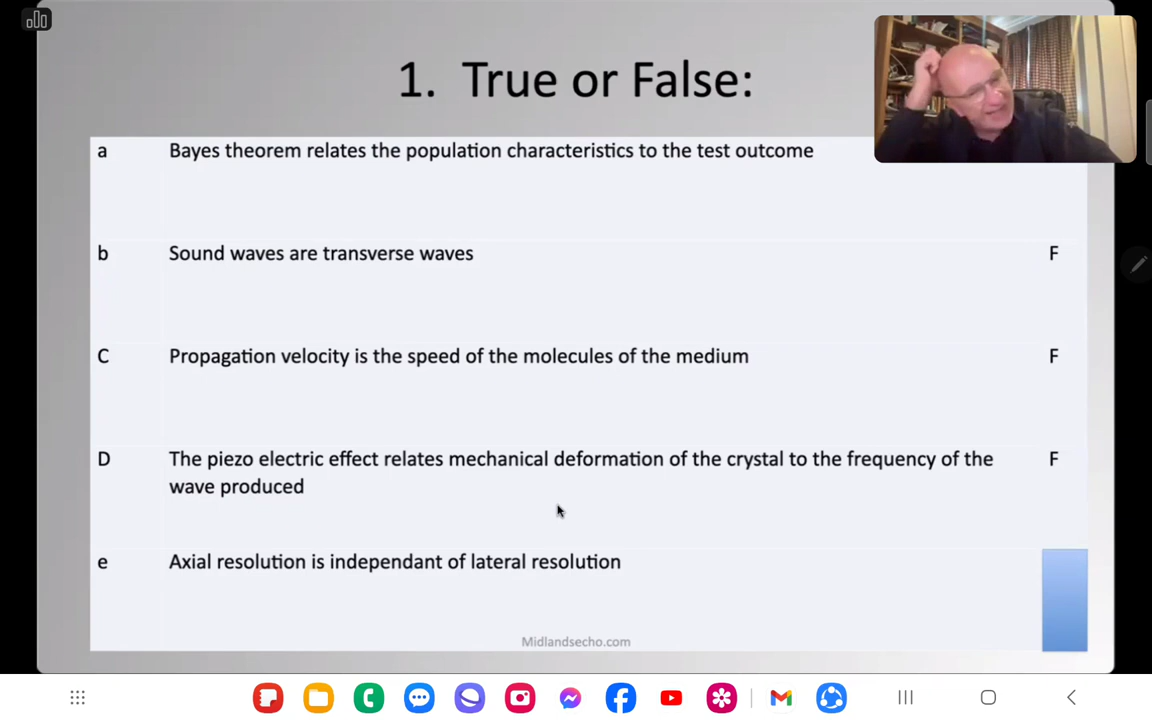 1. True or False:
a Bayes theorem relates the population characteristics to the test outcome
b Sound waves are transverse waves F
C Propagation velocity is the speed of the molecules of the medium F
D The piezo electric effect relates mechanical deformation of the crystal to the frequency of the F
wave produced
e Axial resolution is independant of lateral resolution
Midlandsecho.com